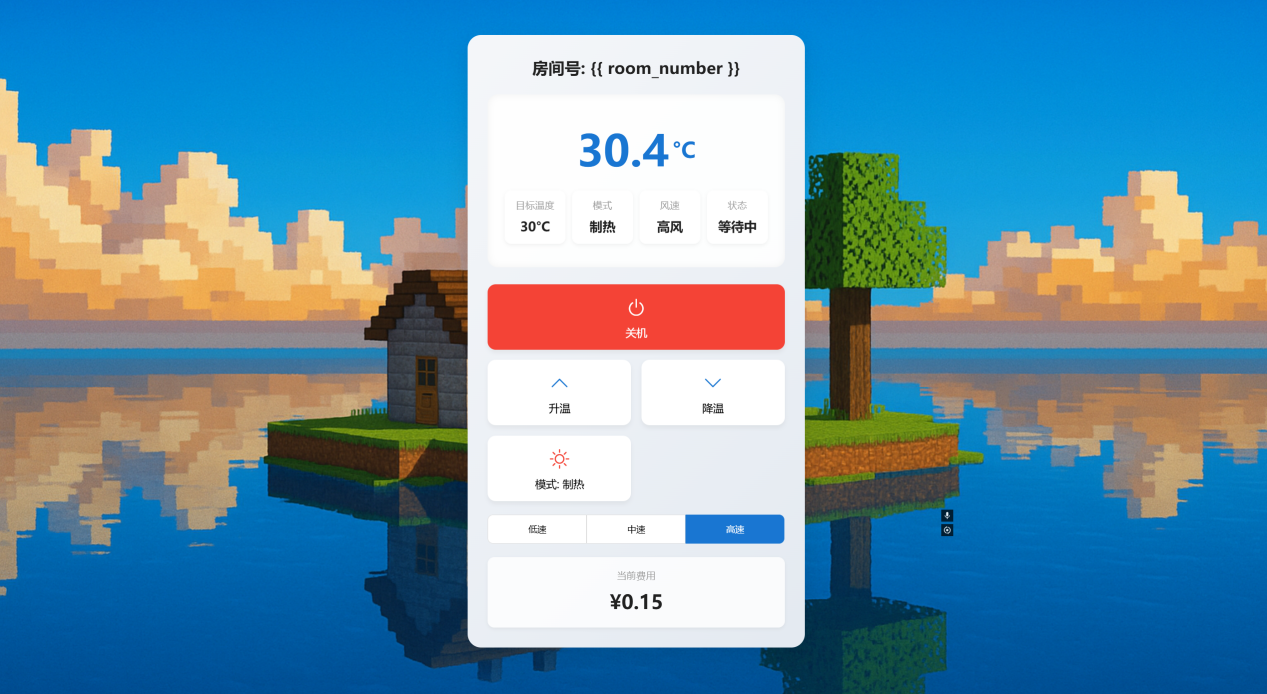 房间号: {{ room_number }}
30.4 °C
目标温度 模式 风速 状态
30°C 制热 高风 等待中
关机
升温 降温
模式: 制热
低速 中速 高速
当前费用
¥0.15